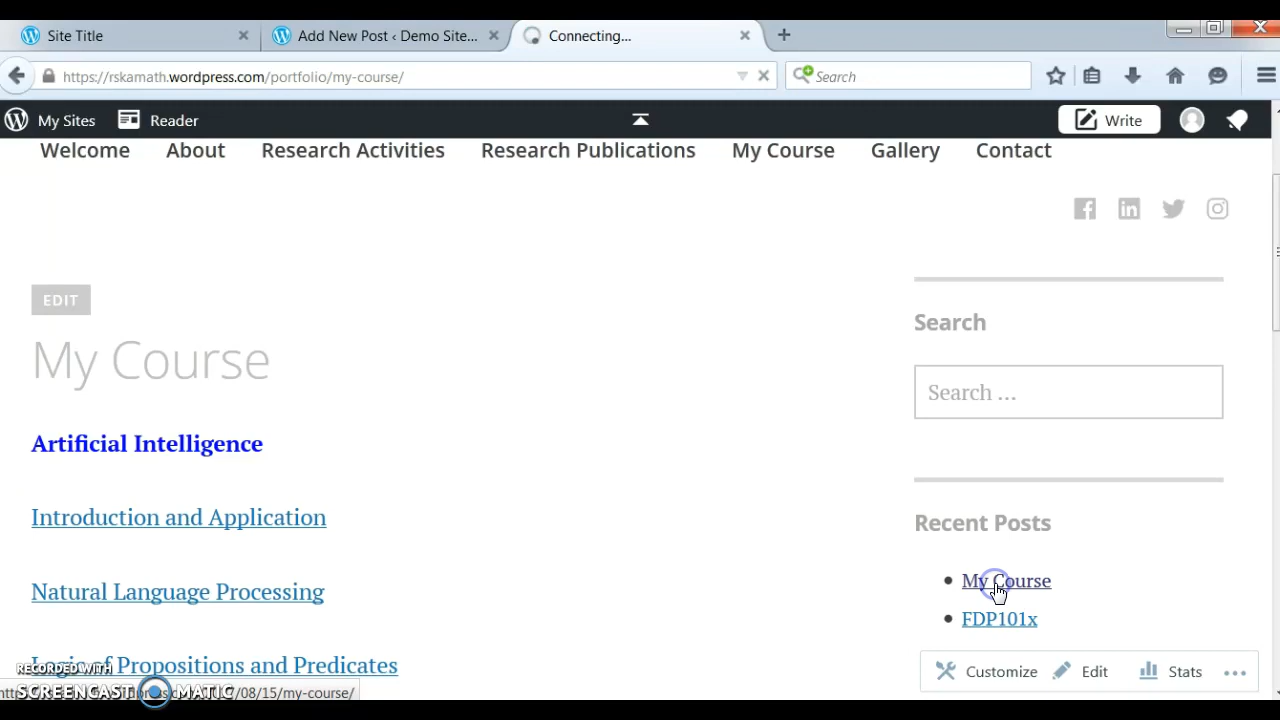 Site Title
Add New Post ‹ Demo Site...
Connecting...
https://rskamath.wordpress.com/portfolio/my-course/
Search
My Sites
Reader
Write
Welcome
About
Research Activities
Research Publications
My Course
Gallery
Contact
EDIT
My Course
Artificial Intelligence
Introduction and Application
Natural Language Processing
Logic of Propositions and Predicates
Search
Search ...
Recent Posts
My Course
FDP101x
Customize
Edit
Stats
RECORDED WITH
SCREENCAST MATIC
/08/15/my-course/